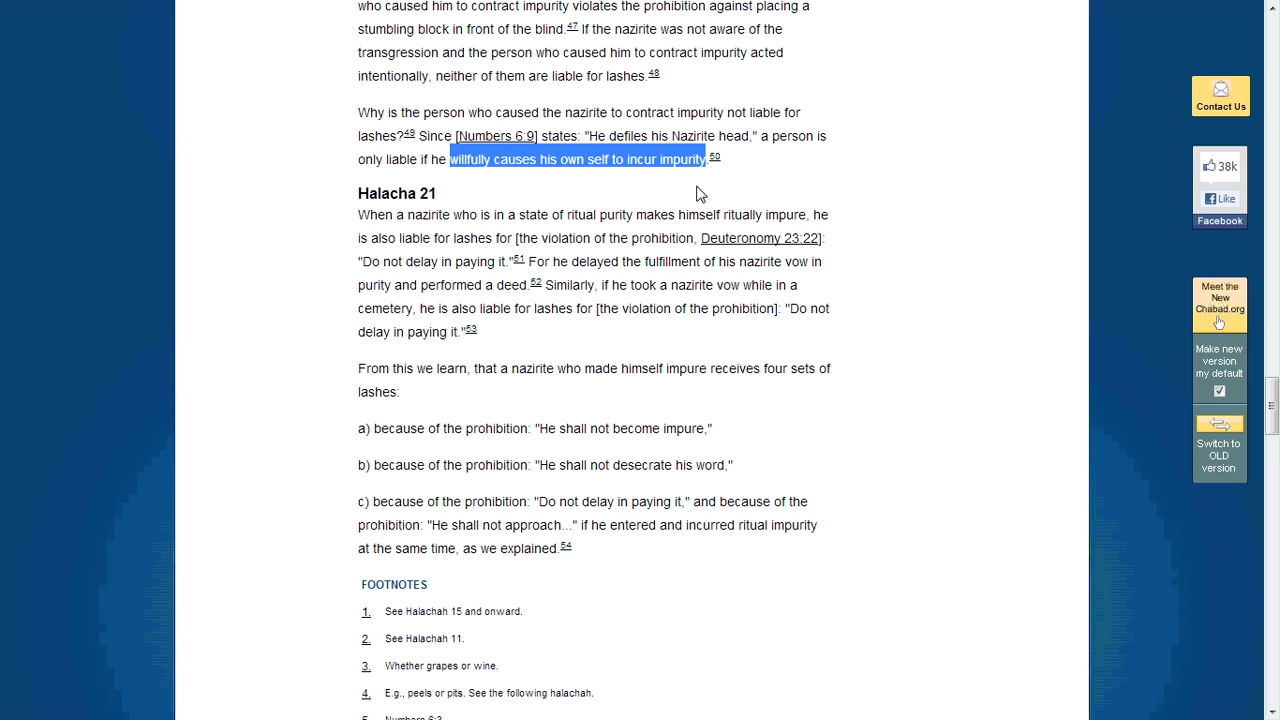 who caused him to contract impurity violates the prohibition against placing a
stumbling block in front of the blind.47 If the nazirite was not aware of the
transgression and the person who caused him to contract impurity acted
intentionally, neither of them are liable for lashes.48
Why is the person who caused the nazirite to contract impurity not liable for
lashes?49 Since [Numbers 6:9] states: "He defiles his Nazirite head," a person is
only liable if he willfully causes his own self to incur impurity.50
Halacha 21
When a nazirite who is in a state of ritual purity makes himself ritually impure, he
is also liable for lashes for [the violation of the prohibition, Deuteronomy 23:22]:
"Do not delay in paying it."51 For he delayed the fulfillment of his nazirite vow in
purity and performed a deed.52 Similarly, if he took a nazirite vow while in a
cemetery, he is also liable for lashes for [the violation of the prohibition]: "Do not
delay in paying it."53
From this we learn, that a nazirite who made himself impure receives four sets of
lashes:
a) because of the prohibition: "He shall not become impure,"
b) because of the prohibition: "He shall not desecrate his word,"
c) because of the prohibition: "Do not delay in paying it," and because of the
prohibition: "He shall not approach..." if he entered and incurred ritual impurity
at the same time, as we explained.54
FOOTNOTES
1. See Halachah 15 and onward.
2. See Halachah 11.
3. Whether grapes or wine.
4. E.g., peels or pits. See the following halachah.
5. Numbers 6:3
Contact Us
38k
Like
Facebook
Meet the
New
Chabad.org
Make new
version
my default
Switch to
OLD
version